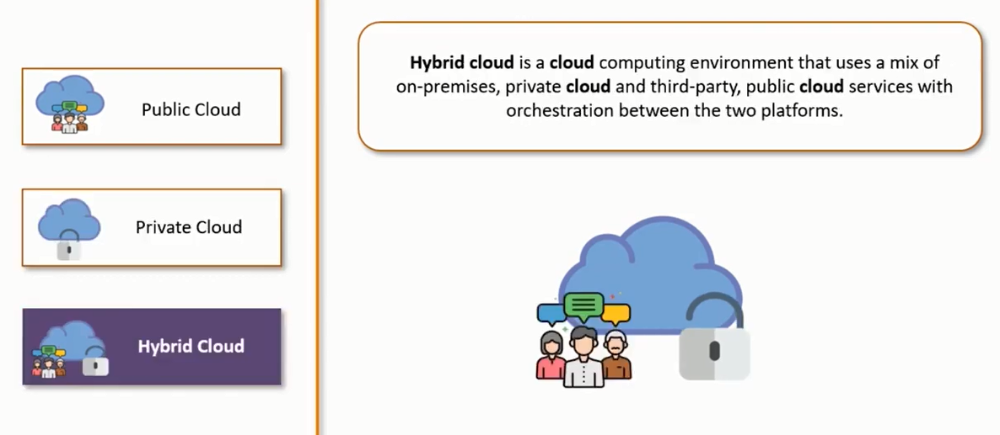 Public Cloud
Private Cloud
Hybrid Cloud
Hybrid cloud is a cloud computing environment that uses a mix of
on-premises, private cloud and third-party, public cloud services with
orchestration between the two platforms.